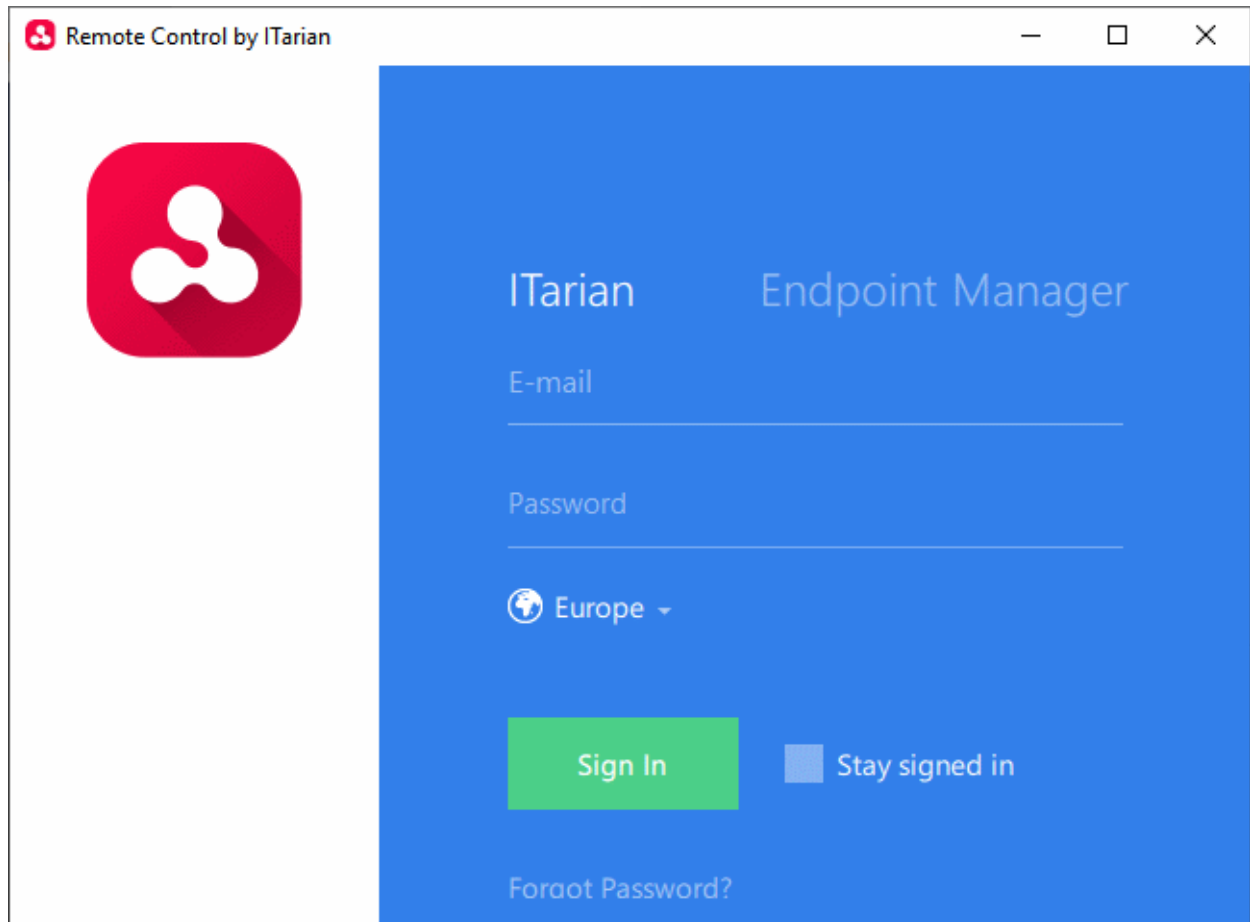 Remote Control by ITarian
ITarian Endpoint Manager
E-mail
Password
Europe
Sign In Stay signed in
Forgot Password?